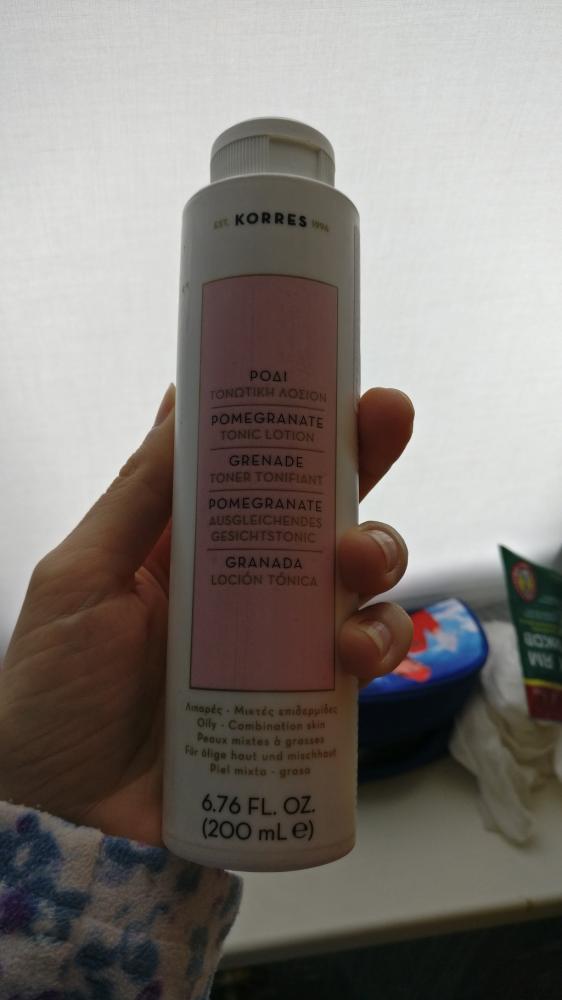 EST. KORRES 1996
ΡΟΔΙ
ΤΟΝΩΤΙΚΗ ΛΟΣΙΟΝ
POMEGRANATE
TONIC LOTION
GRENADE
TONER TONIFIANT
POMEGRANATE
AUSGLEICHENDES
GESICHTSTONIC
GRANADA
LOCIÓN TÓNICA
Λιπαρές - Μικτές επιδερμίδες
Oily - Combination skin
Peaux mixtes à grasses
Für ölige haut und mischhaut
Piel mixta - grasa
6.76 FL. OZ.
(200 mL ℮)